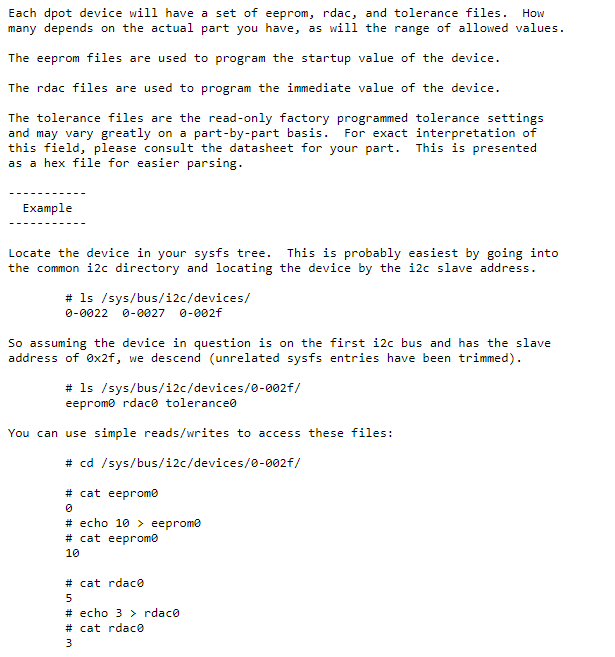 Each dpot device will have a set of eeprom, rdac, and tolerance files.  How
many depends on the actual part you have, as will the range of allowed values.

The eeprom files are used to program the startup value of the device.

The rdac files are used to program the immediate value of the device.

The tolerance files are the read-only factory programmed tolerance settings
and may vary greatly on a part-by-part basis.  For exact interpretation of
this field, please consult the datasheet for your part.  This is presented
as a hex file for easier parsing.

-----------
  Example
-----------

Locate the device in your sysfs tree.  This is probably easiest by going into
the common i2c directory and locating the device by the i2c slave address.

        # ls /sys/bus/i2c/devices/
        0-0022  0-0027  0-002f

So assuming the device in question is on the first i2c bus and has the slave
address of 0x2f, we descend (unrelated sysfs entries have been trimmed).

        # ls /sys/bus/i2c/devices/0-002f/
        eeprom0 rdac0 tolerance0

You can use simple reads/writes to access these files:

        # cd /sys/bus/i2c/devices/0-002f/

        # cat eeprom0
        0
        # echo 10 > eeprom0
        # cat eeprom0
        10

        # cat rdac0
        5
        # echo 3 > rdac0
        # cat rdac0
        3